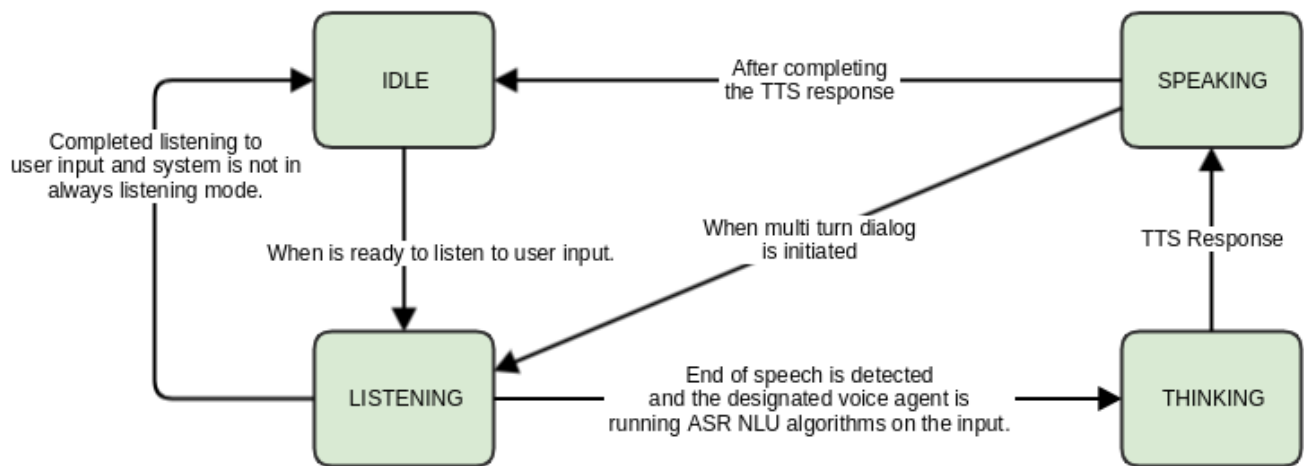 IDLE
After completing
the TTS response
SPEAKING
Completed listening to
user input and system is not in
always listening mode.
When multi turn dialog
is initiated
TTS Response
When is ready to listen to user input.
LISTENING
End of speech is detected
and the designated voice agent is
running ASR NLU algorithms on the input.
THINKING